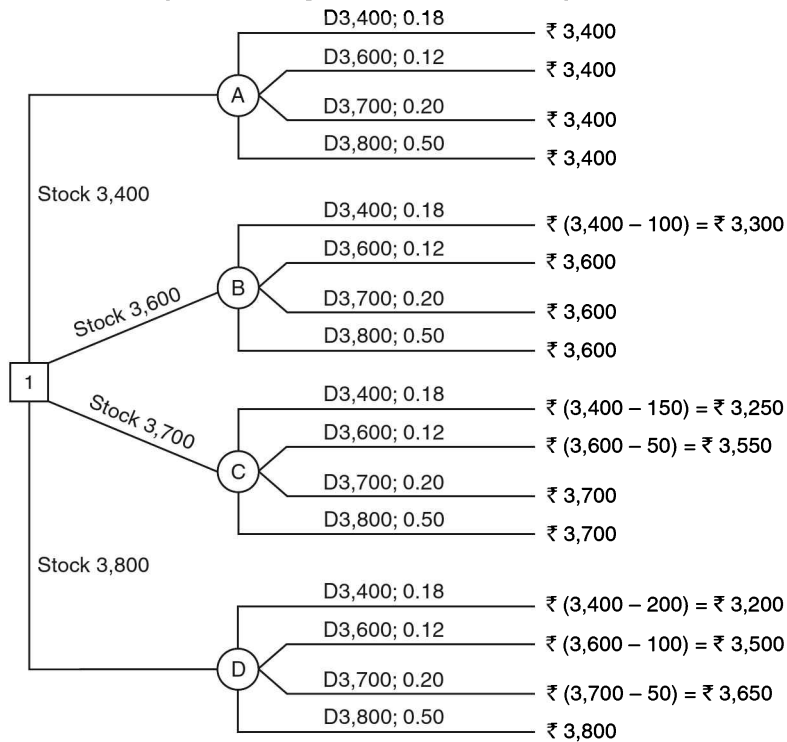 D3,400; 0.18 ₹ 3,400
D3,600; 0.12 ₹ 3,400
A
D3,700; 0.20 ₹ 3,400
D3,800; 0.50 ₹ 3,400
Stock 3,400
D3,400; 0.18 ₹ (3,400 – 100) = ₹ 3,300
D3,600; 0.12 ₹ 3,600
B
Stock 3,600
D3,700; 0.20 ₹ 3,600
D3,800; 0.50 ₹ 3,600
1
D3,400; 0.18 ₹ (3,400 – 150) = ₹ 3,250
Stock 3,700
D3,600; 0.12 ₹ (3,600 – 50) = ₹ 3,550
C
D3,700; 0.20 ₹ 3,700
D3,800; 0.50 ₹ 3,700
Stock 3,800
D3,400; 0.18 ₹ (3,400 – 200) = ₹ 3,200
D3,600; 0.12 ₹ (3,600 – 100) = ₹ 3,500
D
D3,700; 0.20 ₹ (3,700 – 50) = ₹ 3,650
D3,800; 0.50 ₹ 3,800